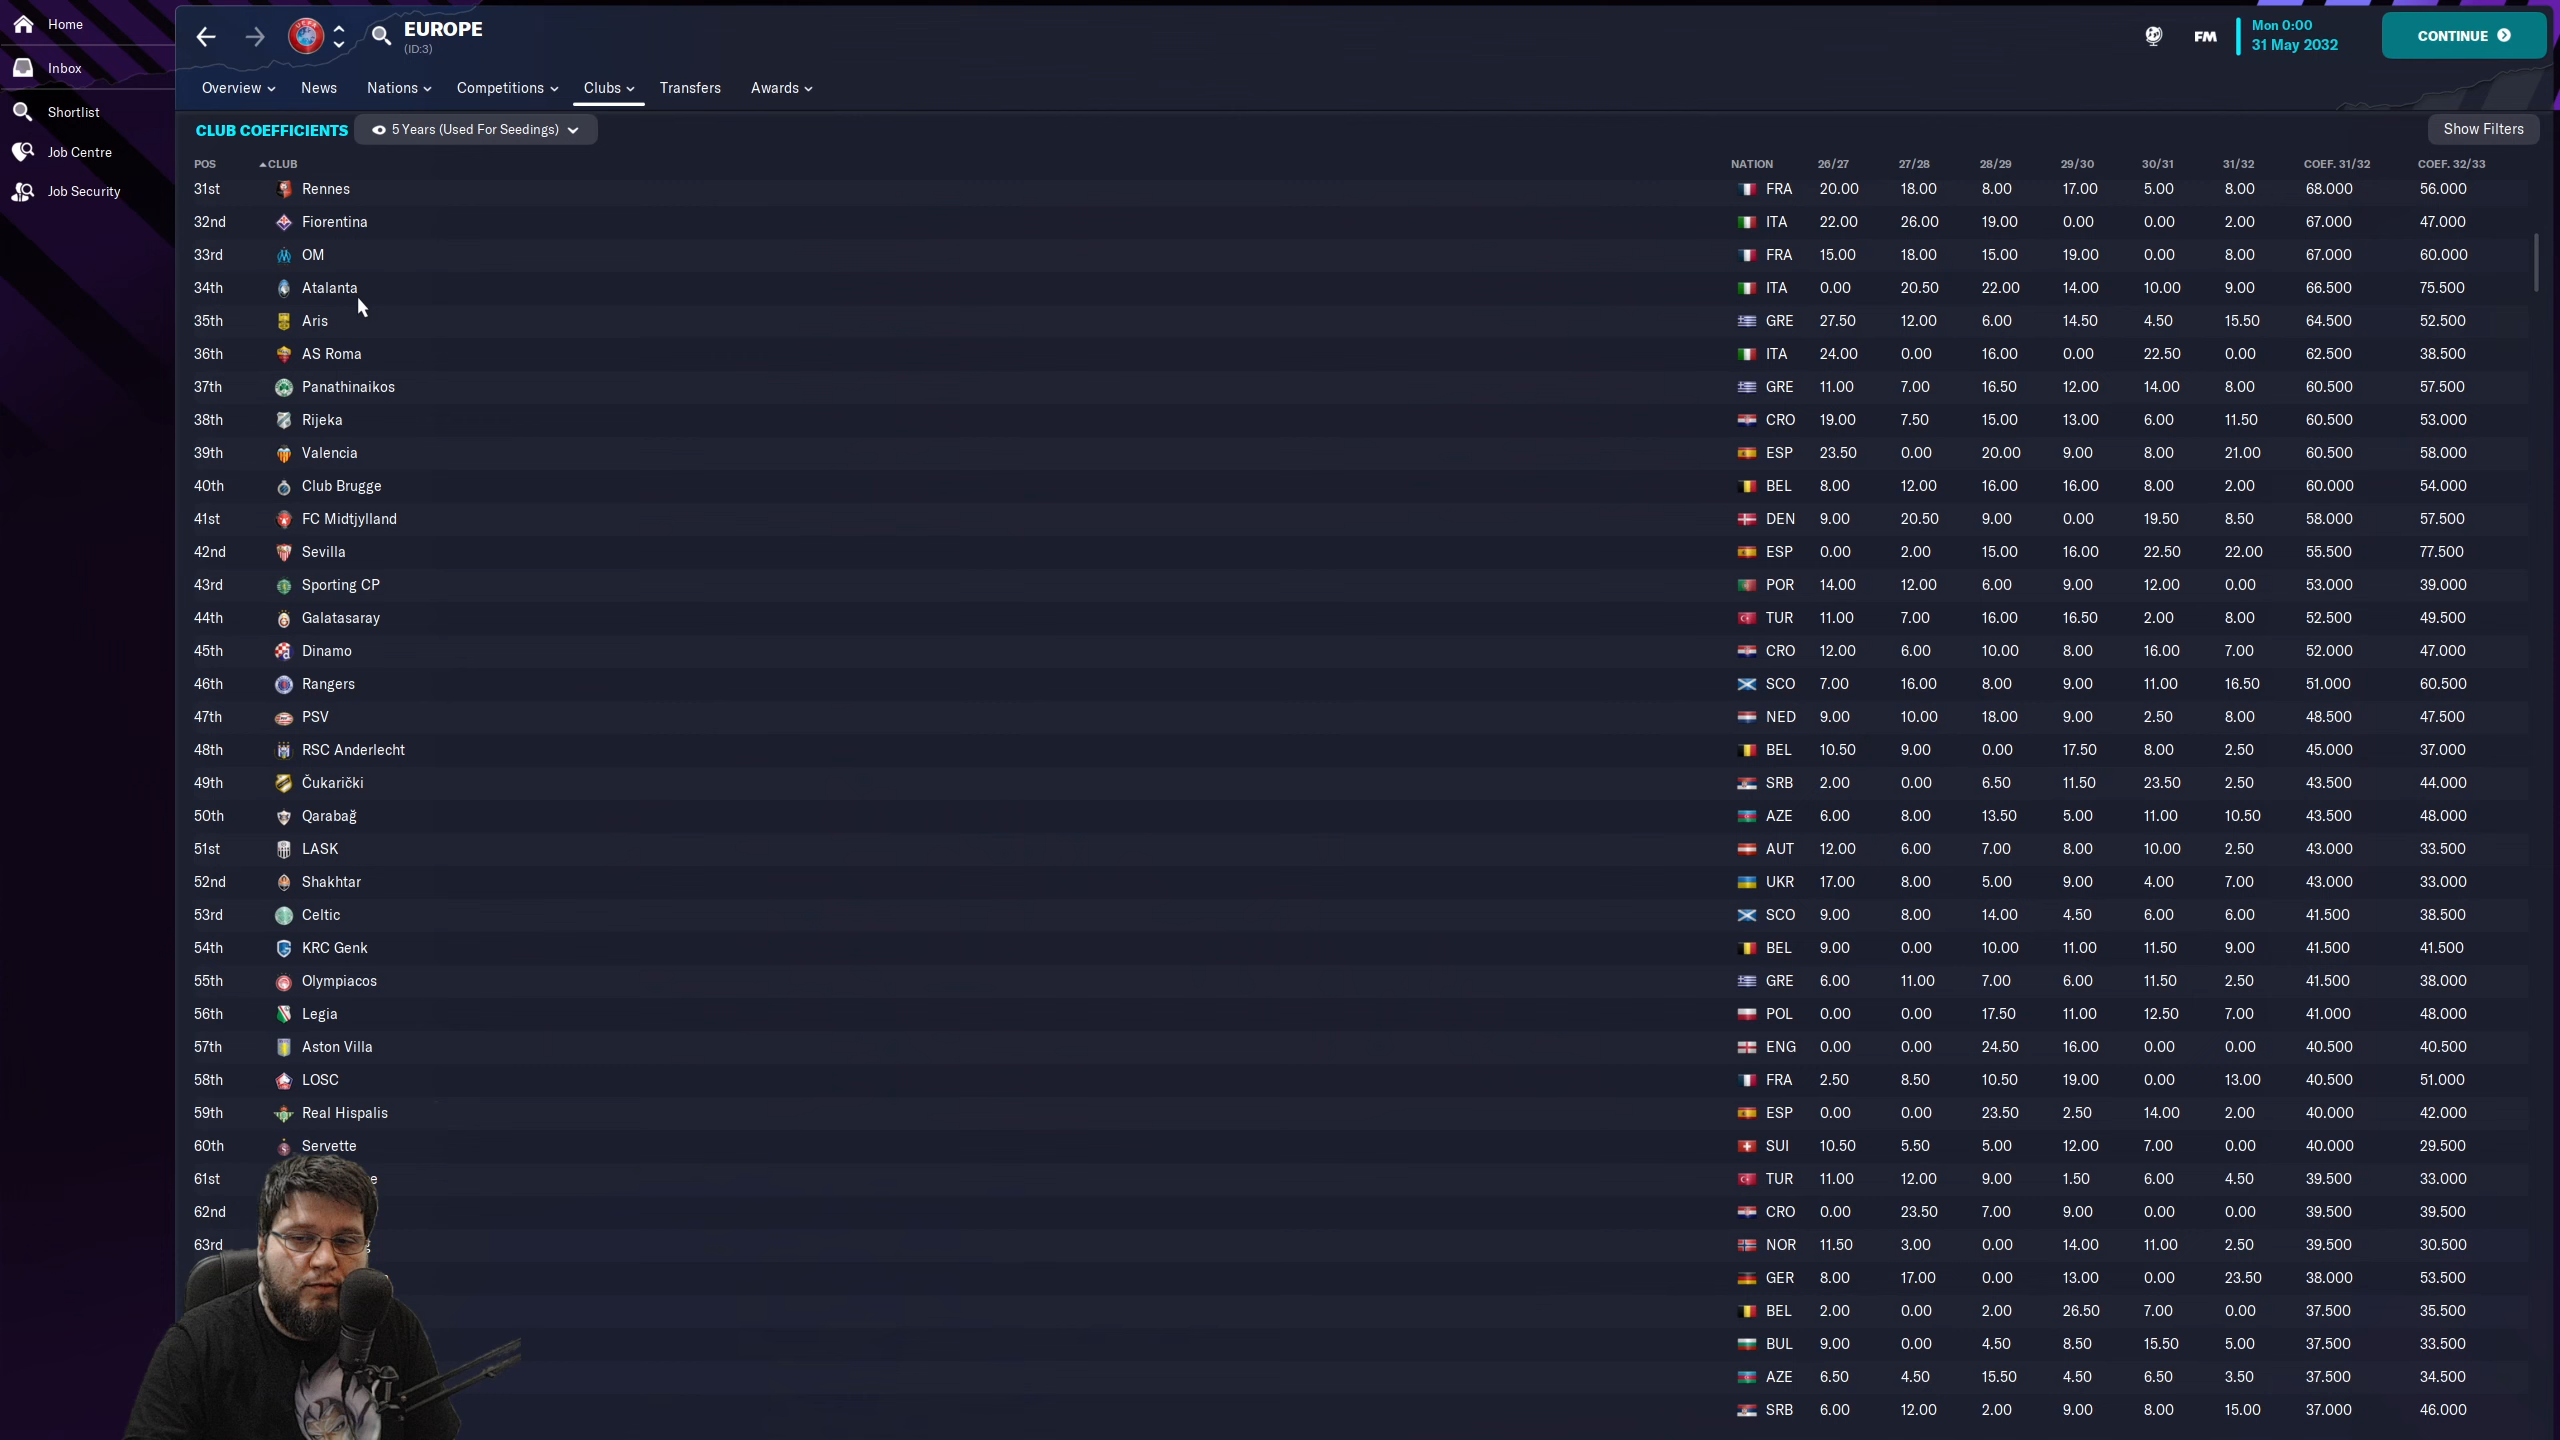 Home
Inbox
Shortlist
Job Centre
Job Security
EUROPE
(ID:3)
FM
Mon 0:00
31 May 2032
CONTINUE
Overview News Nations Competitions Clubs Transfers Awards
CLUB COEFFICIENTS 5 Years (Used For Seedings) Show Filters
POS CLUB NATION 26/27 27/28 28/29 29/30 30/31 31/32 COEF. 31/32 COEF. 32/33
31st Rennes FRA 20.00 18.00 8.00 17.00 5.00 8.00 68.000 56.000
32nd Fiorentina ITA 22.00 26.00 19.00 0.00 0.00 2.00 67.000 47.000
33rd OM FRA 15.00 18.00 15.00 19.00 0.00 8.00 67.000 60.000
34th Atalanta ITA 0.00 20.50 22.00 14.00 10.00 9.00 66.500 75.500
35th Aris GRE 27.50 12.00 6.00 14.50 4.50 15.50 64.500 52.500
36th AS Roma ITA 24.00 0.00 16.00 0.00 22.50 0.00 62.500 38.500
37th Panathinaikos GRE 11.00 7.00 16.50 12.00 14.00 8.00 60.500 57.500
38th Rijeka CRO 19.00 7.50 15.00 13.00 6.00 11.50 60.500 53.000
39th Valencia ESP 23.50 0.00 20.00 9.00 8.00 21.00 60.500 58.000
40th Club Brugge BEL 8.00 12.00 16.00 16.00 8.00 2.00 60.000 54.000
41st FC Midtjylland DEN 9.00 20.50 9.00 0.00 19.50 8.50 58.000 57.500
42nd Sevilla ESP 0.00 2.00 15.00 16.00 22.50 22.00 55.500 77.500
43rd Sporting CP POR 14.00 12.00 6.00 9.00 12.00 0.00 53.000 39.000
44th Galatasaray TUR 11.00 7.00 16.00 16.50 2.00 8.00 52.500 49.500
45th Dinamo CRO 12.00 6.00 10.00 8.00 16.00 7.00 52.000 47.000
46th Rangers SCO 7.00 16.00 8.00 9.00 11.00 16.50 51.000 60.500
47th PSV NED 9.00 10.00 18.00 9.00 2.50 8.00 48.500 47.500
48th RSC Anderlecht BEL 10.50 9.00 0.00 17.50 8.00 2.50 45.000 37.000
49th Čukarički SRB 2.00 0.00 6.50 11.50 23.50 2.50 43.500 44.000
50th Qarabağ AZE 6.00 8.00 13.50 5.00 11.00 10.50 43.500 48.000
51st LASK AUT 12.00 6.00 7.00 8.00 10.00 2.50 43.000 33.500
52nd Shakhtar UKR 17.00 8.00 5.00 9.00 4.00 7.00 43.000 33.000
53rd Celtic SCO 9.00 8.00 14.00 4.50 6.00 6.00 41.500 38.500
54th KRC Genk BEL 9.00 0.00 10.00 11.00 11.50 9.00 41.500 41.500
55th Olympiacos GRE 6.00 11.00 7.00 6.00 11.50 2.50 41.500 38.000
56th Legia POL 0.00 0.00 17.50 11.00 12.50 7.00 41.000 48.000
57th Aston Villa ENG 0.00 0.00 24.50 16.00 0.00 0.00 40.500 40.500
58th LOSC FRA 2.50 8.50 10.50 19.00 0.00 13.00 40.500 51.000
59th Real Hispalis ESP 0.00 0.00 23.50 2.50 14.00 2.00 40.000 42.000
60th Servette SUI 10.50 5.50 5.00 12.00 7.00 0.00 40.000 29.500
61st TUR 11.00 12.00 9.00 1.50 6.00 4.50 39.500 33.000
62nd CRO 0.00 23.50 7.00 9.00 0.00 0.00 39.500 39.500
63rd NOR 11.50 3.00 0.00 14.00 11.00 2.50 39.500 30.500
GER 8.00 17.00 0.00 13.00 0.00 23.50 38.000 53.500
BEL 2.00 0.00 2.00 26.50 7.00 0.00 37.500 35.500
BUL 9.00 0.00 4.50 8.50 15.50 5.00 37.500 33.500
AZE 6.50 4.50 15.50 4.50 6.50 3.50 37.500 34.500
SRB 6.00 12.00 2.00 9.00 8.00 15.00 37.000 46.000